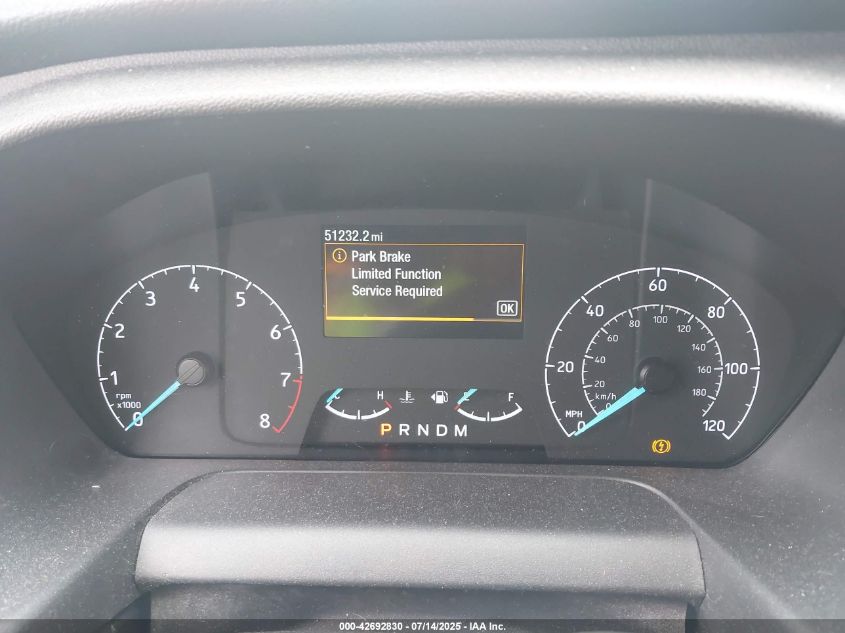 51232.2 mi
Park Brake
Limited Function
Service Required
OK
0 1 2 3 4 5 6 7 8
rpm
x1000
C H
E F
P R N D M
0 20 40 60 80 100 120
MPH
0 20 40 60 80 100 120 140 160 180
km/h
000-42692830 - 07/14/2025 - IAA Inc.